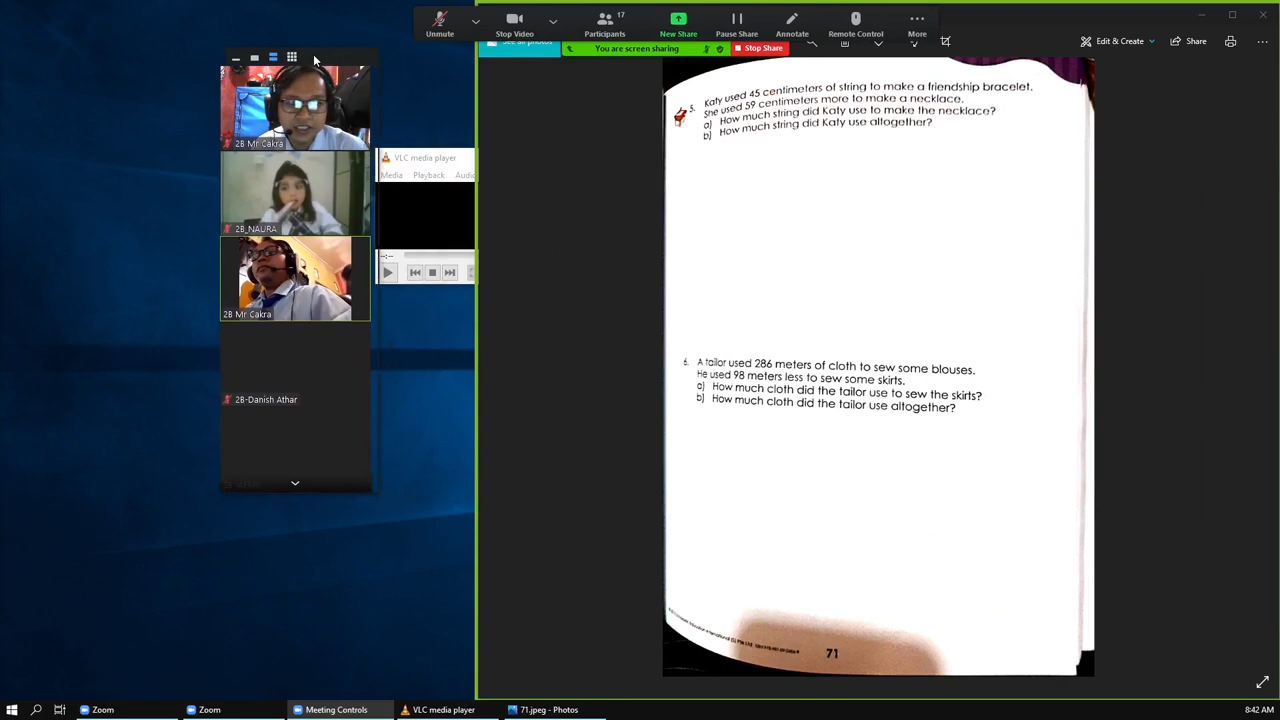 17
Unmute
Stop Video
Participants
New Share
Pause Share
Annotate
Remote Control
More
You are screen sharing
Stop Share
See all photos
Edit & Create
Share
2B Mr Cakra
2B_NAURA
2B Mr Cakra
2B-Danish Athar
VLC media player
Media Playback Audio
--:--
5. Katy used 45 centimeters of string to make a friendship bracelet.
She used 59 centimeters more to make a necklace.
a) How much string did Katy use to make the necklace?
b) How much string did Katy use altogether?
6. A tailor used 286 meters of cloth to sew some blouses.
He used 98 meters less to sew some skirts.
a) How much cloth did the tailor use to sew the skirts?
b) How much cloth did the tailor use altogether?
71
Zoom
Zoom
Meeting Controls
VLC media player
71.jpeg - Photos
8:42 AM